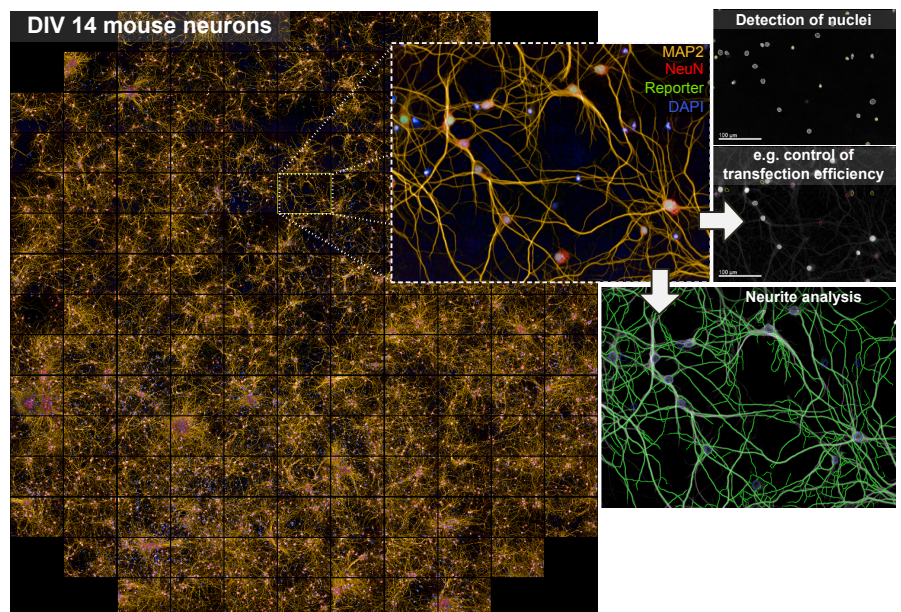 DIV 14 mouse neurons
MAP2
NeuN
Reporter
DAPI
Detection of nuclei
100 µm
e.g. control of
transfection efficiency
100 µm
Neurite analysis